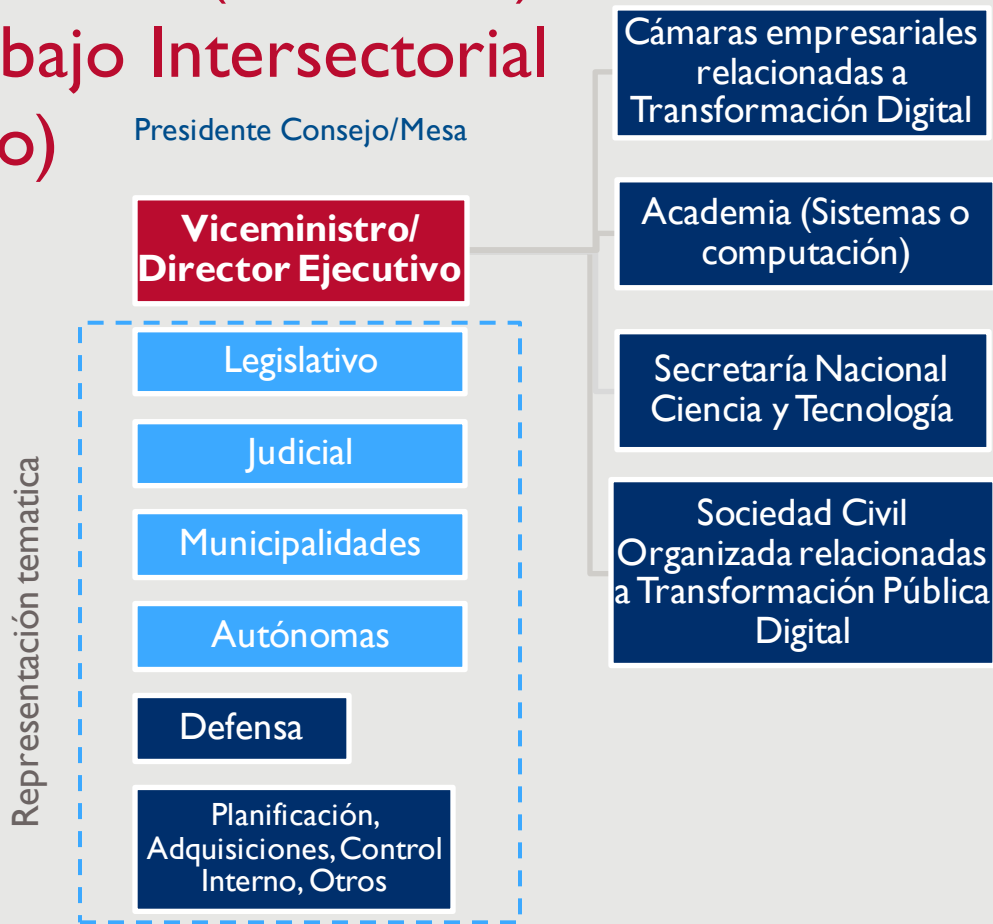 bajo Intersectorial
o)
Presidente Consejo/Mesa
Viceministro/
Director Ejecutivo
Representación tematica
Legislativo
Judicial
Municipalidades
Autónomas
Defensa
Planificación,
Adquisiciones, Control
Interno, Otros
Cámaras empresariales
relacionadas a
Transformación Digital
Academia (Sistemas o
computación)
Secretaría Nacional
Ciencia y Tecnología
Sociedad Civil
Organizada relacionadas
a Transformación Pública
Digital